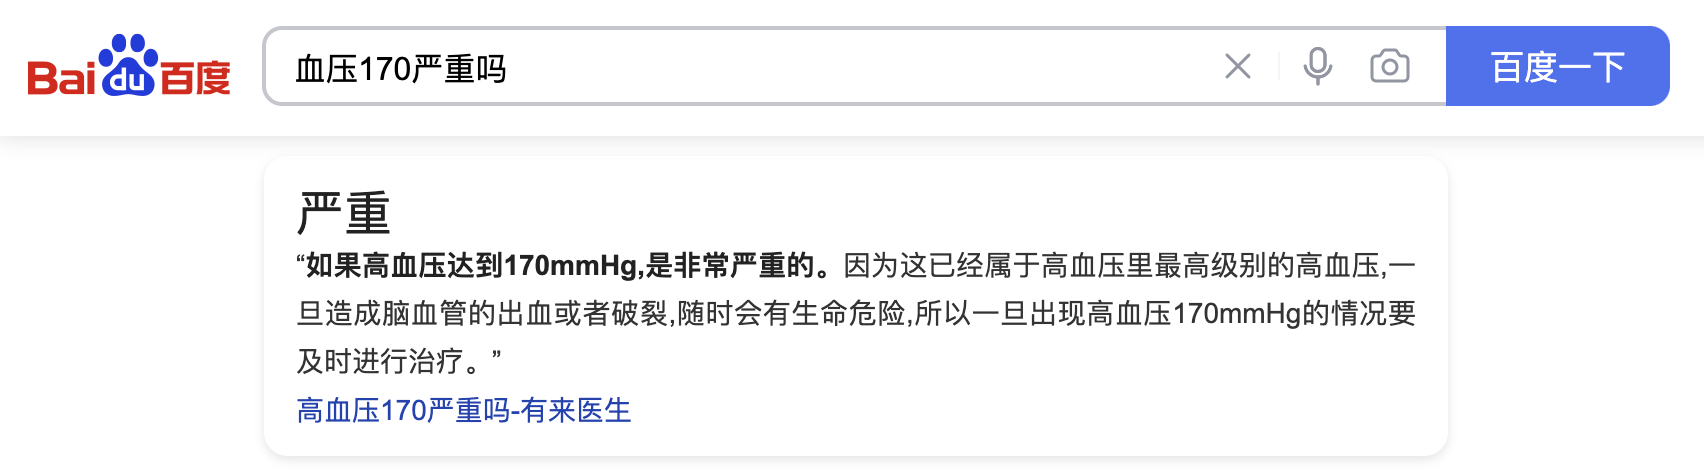 Bai du 百度
血压170严重吗
百度一下
严重
“如果高血压达到170mmHg,是非常严重的。因为这已经属于高血压里最高级别的高血压,一
旦造成脑血管的出血或者破裂,随时会有生命危险,所以一旦出现高血压170mmHg的情况要
及时进行治疗。”
高血压170严重吗-有来医生